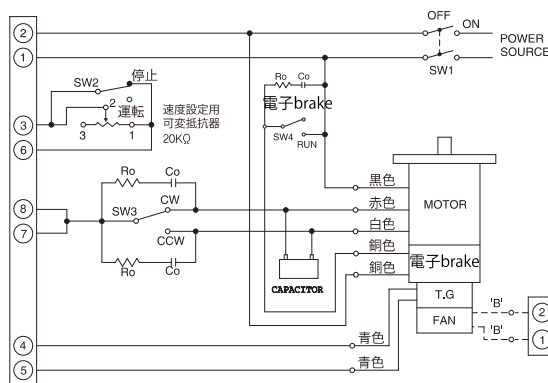 OFF
ON
②
POWER
SOURCE
①
SW1
停止
Ro
Co
SW2
電子brake
運転
速度設定用
可変抵抗器
20KΩ
2
③
3
1
SW4
RUN
⑥
黒色
MOTOR
Ro
Co
赤色
⑧
CW
SW3
白色
⑦
CCW
銅色
電子brake
Ro
Co
銅色
CAPACITOR
T.G
青色
FAN
'B'
②
④
'B'
①
青色
⑤